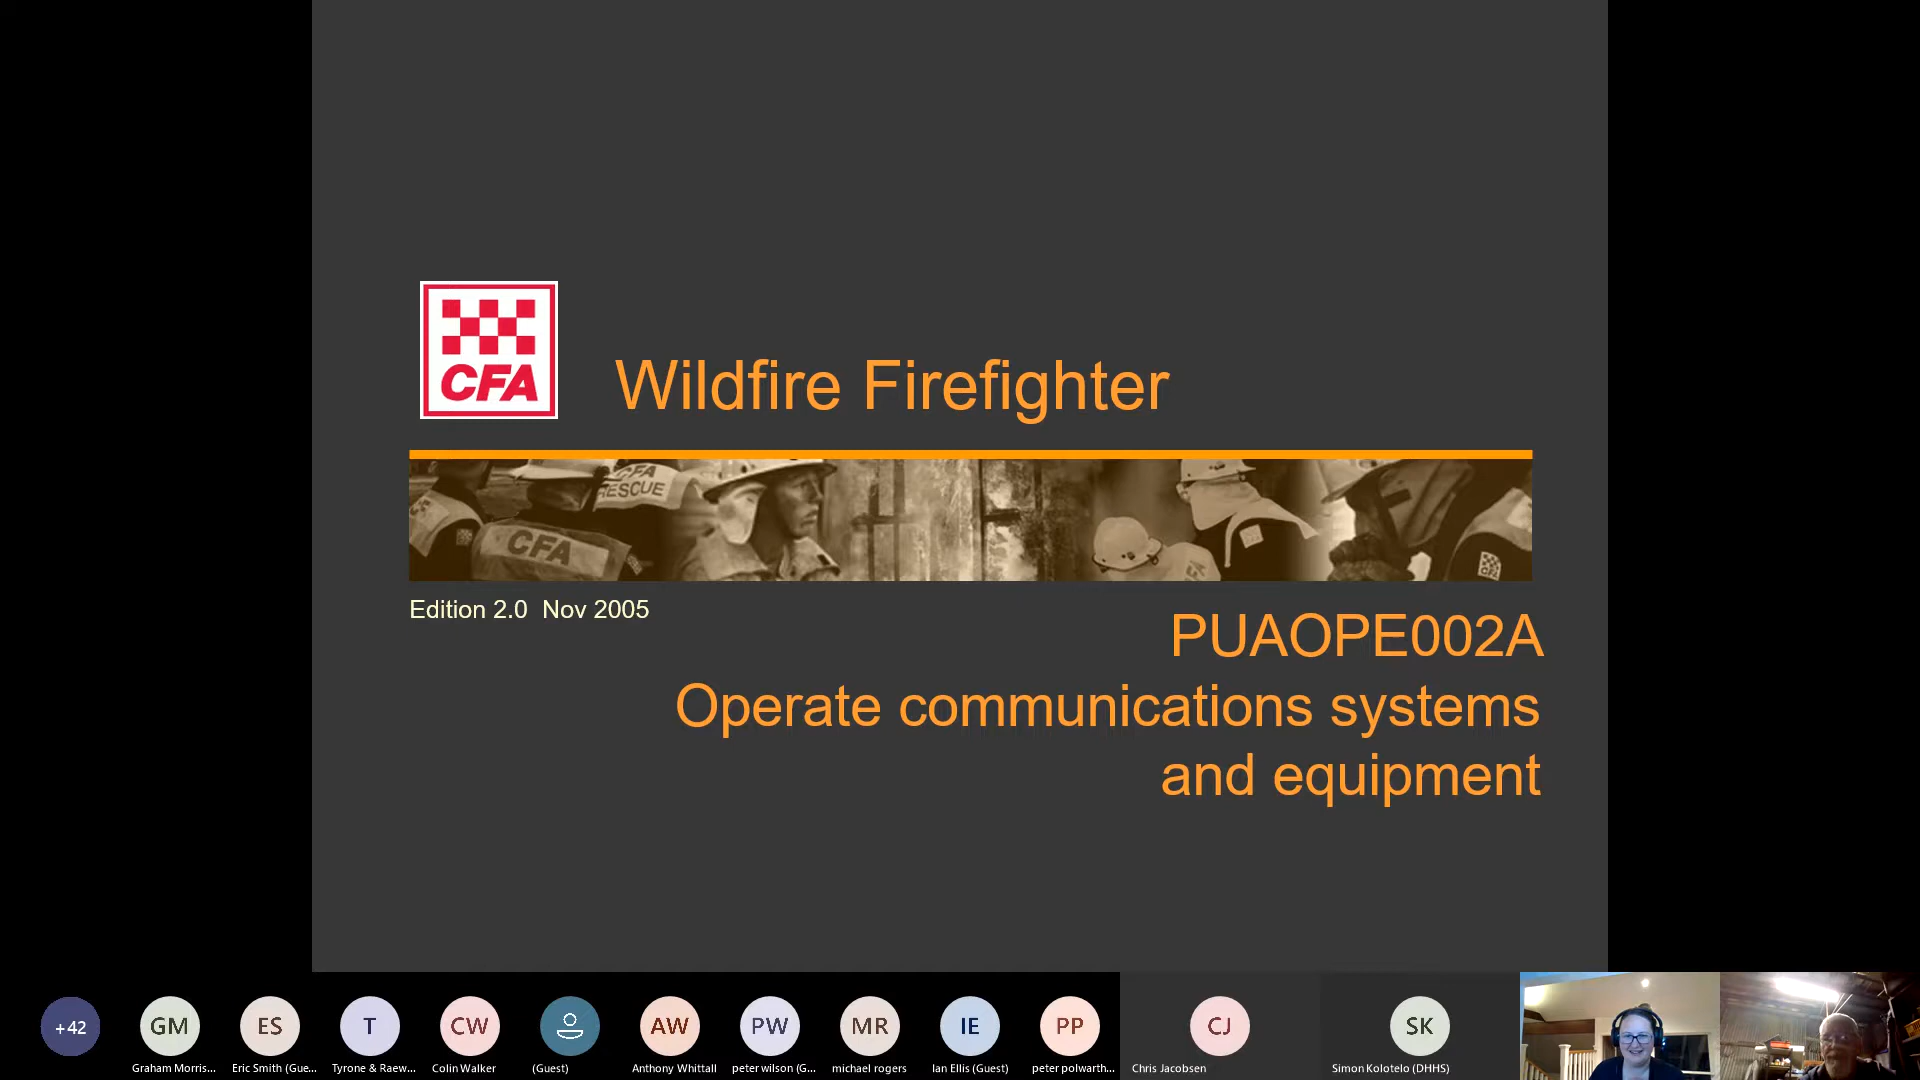 CFA
Wildfire Firefighter
CFA
RESCUE
CFA
Edition 2.0  Nov 2005
PUAOPE002A
Operate communications systems
and equipment
+42
GM
ES
T
CW
AW
PW
MR
IE
PP
CJ
SK
Graham Morris...
Eric Smith (Gue...
Tyrone & Raew...
Colin Walker
(Guest)
Anthony Whittall
peter wilson (G...
michael rogers
Ian Ellis (Guest)
peter polwarth...
Chris Jacobsen
Simon Kolotelo (DHHS)